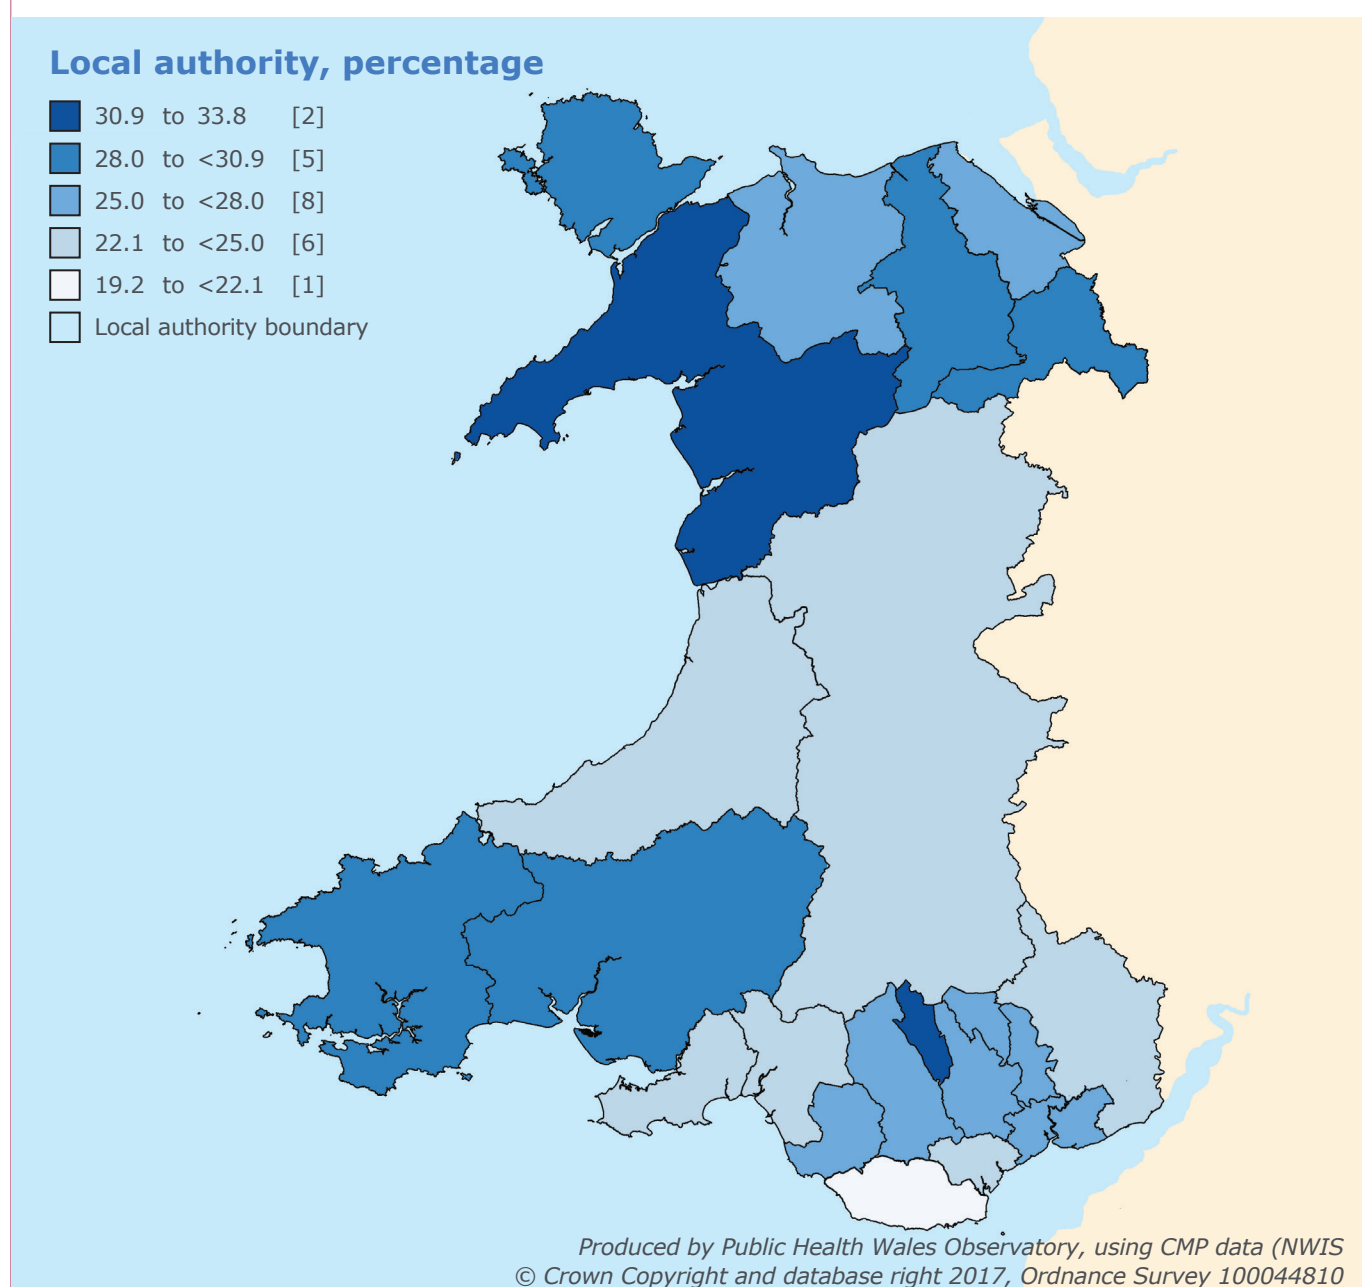 Local authority, percentage
30.9 to 33.8 [2]
28.0 to <30.9 [5]
25.0 to <28.0 [8]
22.1 to <25.0 [6]
19.2 to <22.1 [1]
Local authority boundary
Produced by Public Health Wales Observatory, using CMP data (NWIS
© Crown Copyright and database right 2017, Ordnance Survey 100044810